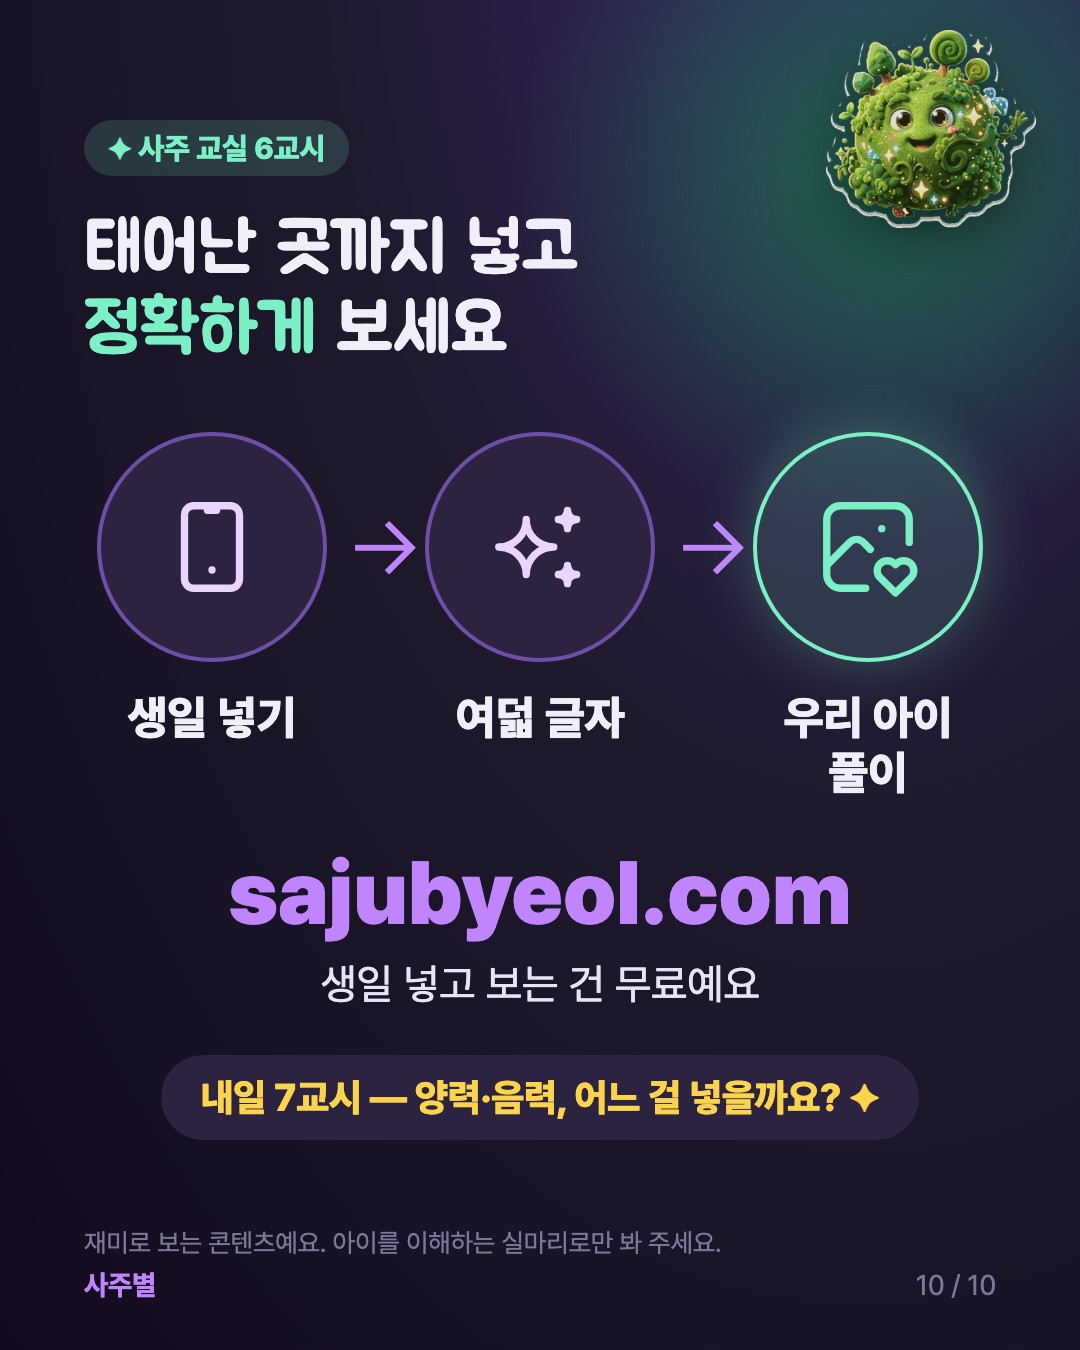 ✦ 사주 교실 6교시
태어난 곳까지 넣고
정확하게 보세요
생일 넣기
여덟 글자
우리 아이
풀이
sajubyeol.com
생일 넣고 보는 건 무료예요
내일 7교시 — 양력·음력, 어느 걸 넣을까요? ✦
재미로 보는 콘텐츠예요. 아이를 이해하는 실마리로만 봐 주세요.
사주별
10 / 10